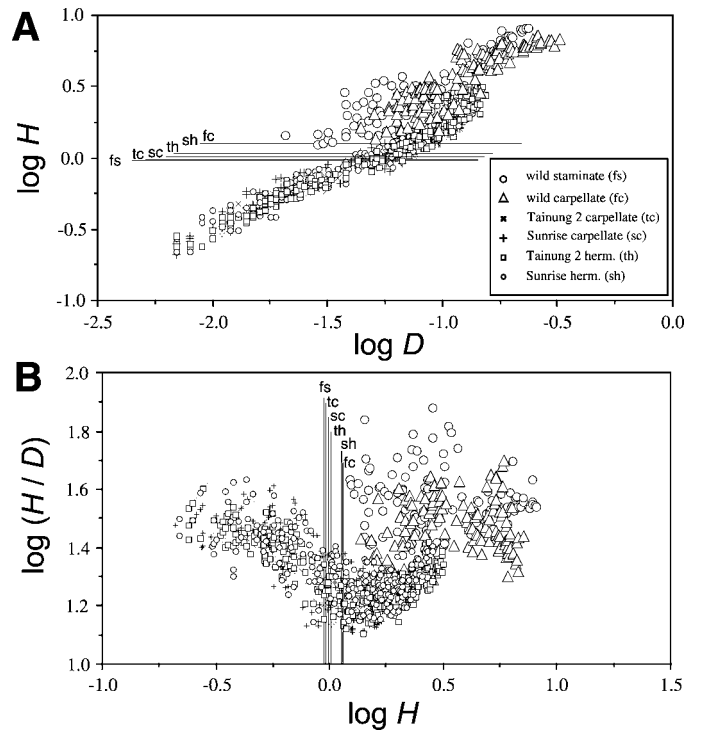 A
1.0
0.5
0.0
-0.5
-1.0
log H
fs tc sc th sh fc
wild staminate (fs)
wild carpellate (fc)
Tainung 2 carpellate (tc)
Sunrise carpellate (sc)
Tainung 2 herm. (th)
Sunrise herm. (sh)
-2.5 -2.0 -1.5 -1.0 -0.5 0.0
log D
B
2.0
1.8
1.6
1.4
1.2
1.0
log (H / D)
fs
tc
sc
th
sh
fc
-1.0 -0.5 0.0 0.5 1.0 1.5
log H